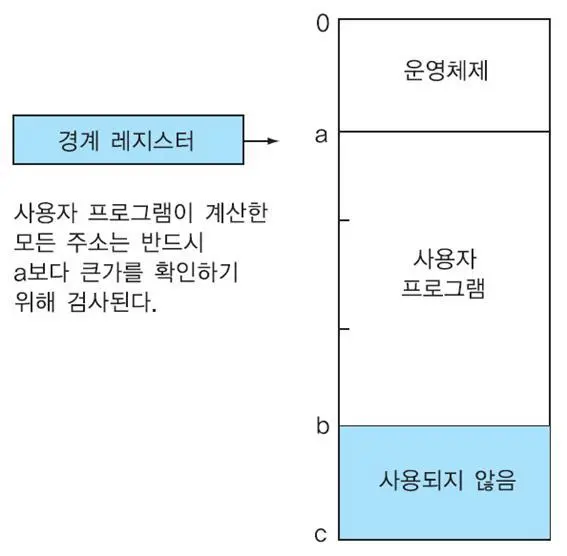 0
운영체제
경계 레지스터
a
사용자 프로그램이 계산한
모든 주소는 반드시
a보다 큰가를 확인하기
위해 검사된다.
사용자
프로그램
b
사용되지 않음
c